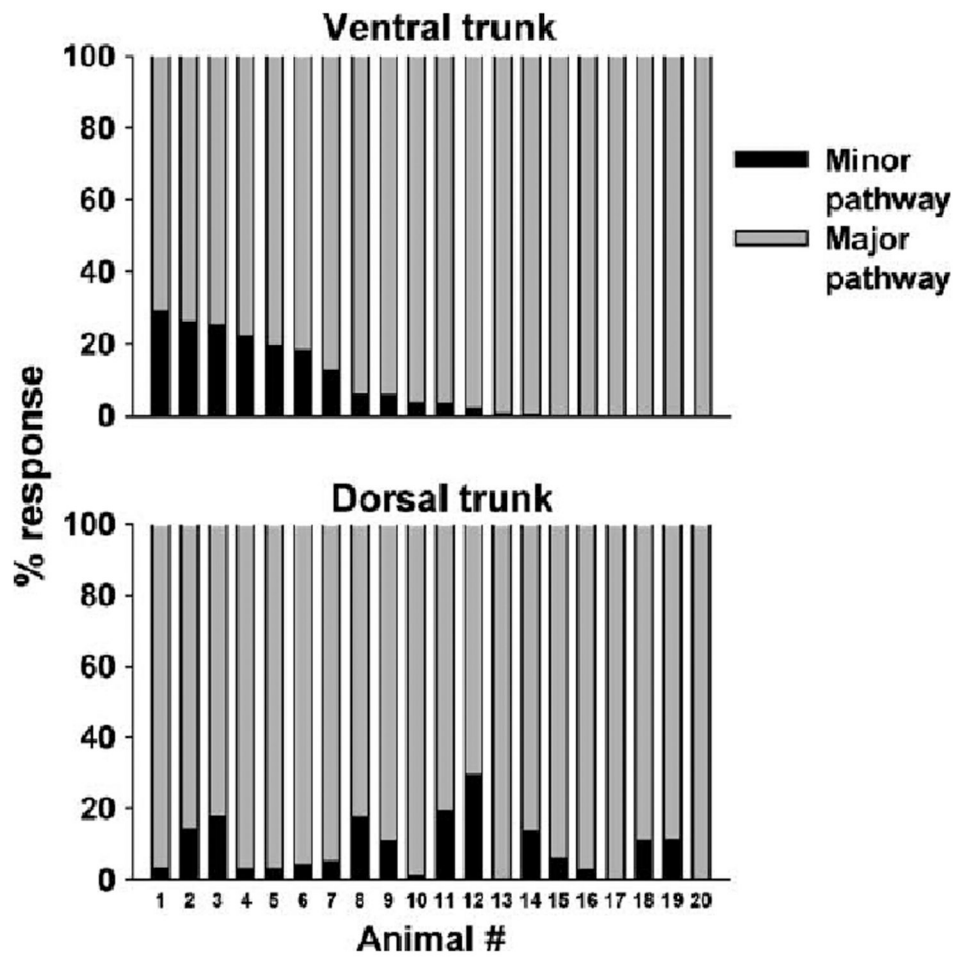 Ventral trunk
100
80
60
40
20
0
Minor
pathway
Major
pathway
% response
Dorsal trunk
100
80
60
40
20
0
1 2 3 4 5 6 7 8 9 10 11 12 13 14 15 16 17 18 19 20
Animal #